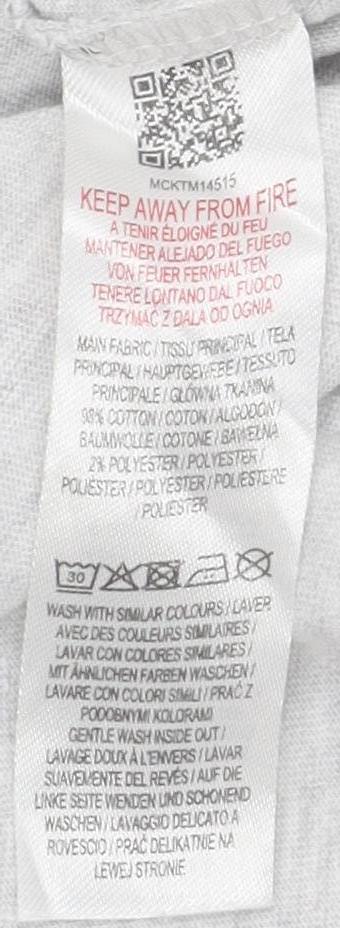 MCKTM14515
KEEP AWAY FROM FIRE
A TENIR ÉLOIGNÉ DU FEU
MANTENER ALEJADO DEL FUEGO
VON FEUER FERNHALTEN
TENERE LONTANO DAL FUOCO
TRZYMAĆ Z DALA OD OGNIA
MAIN FABRIC / TISSU PRINCIPAL / TELA
PRINCIPAL / HAUPTGEWEBE / TESSUTO
PRINCIPALE / GŁÓWNA TKANINA
98% COTTON / COTON / ALGODON /
BAUMWOLLE / COTONE / BAWEŁNA
2% POLYESTER / POLYESTER /
POLIESTER / POLYESTER / POLIESTERE
/ POLIESTER
30
WASH WITH SIMILAR COLOURS / LAVER
AVEC DES COULEURS SIMILAIRES /
LAVAR CON COLORES SIMILARES /
MIT ÄHNLICHEN FARBEN WASCHEN /
LAVARE CON COLORI SIMILI / PRAĆ Z
PODOBNYMI KOLORAMI
GENTLE WASH INSIDE OUT /
LAVAGE DOUX À L'ENVERS / LAVAR
SUAVEMENTE DEL REVÉS / AUF DIE
LINKE SEITE WENDEN UND SCHONEND
WASCHEN / LAVAGGIO DELICATO A
ROVESCIO / PRAĆ DELIKATNIE NA
LEWEJ STRONIE